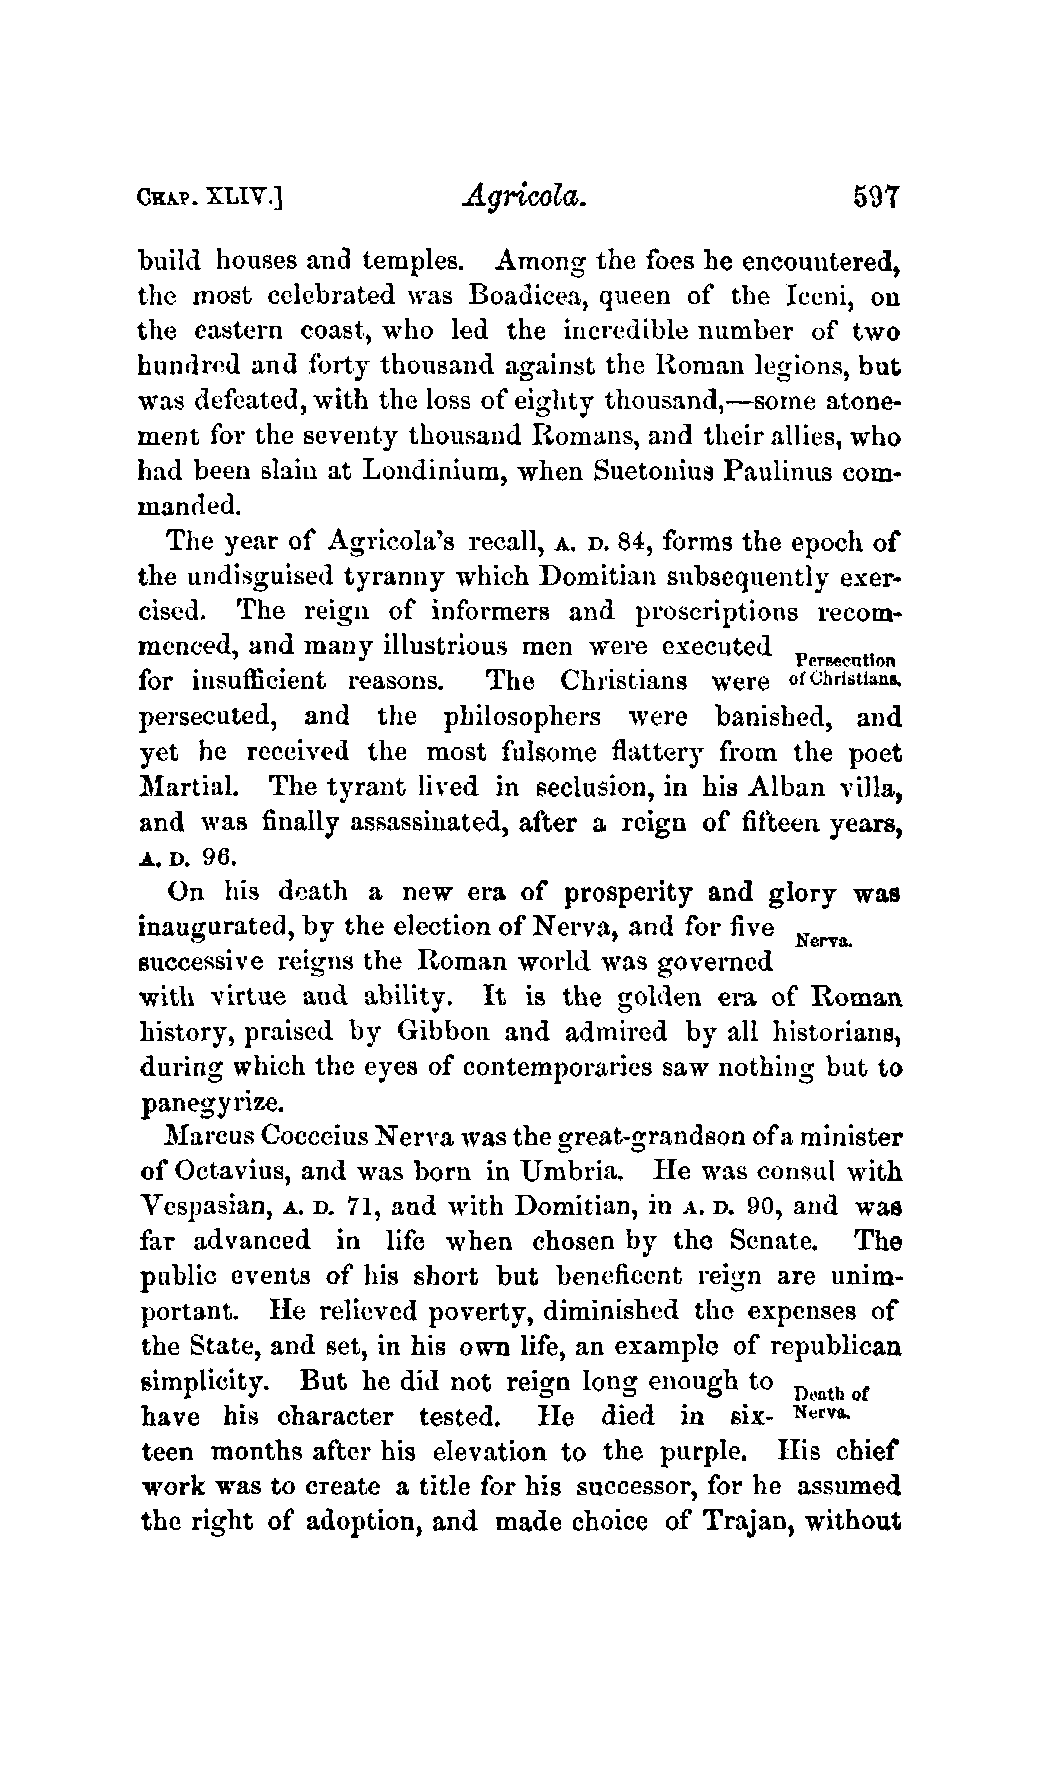 CHAP. XLIV.] Agricola. 597
build houses and temples. Among the foes he encountered,
the most celebrated was Boadicea, queen of the Iceni, on
the eastern coast, who led the incredible number of two
hundred and forty thousand against the Roman legions, but
was defeated, with the loss of eighty thousand,—some atone-
ment for the seventy thousand Romans, and their allies, who
had been slain at Londinium, when Suetonius Paulinus com-
manded.
The year of Agricola's recall, A. D. 84, forms the epoch of
the undisguised tyranny which Domitian subsequently exer-
cised. The reign of informers and proscriptions recom-
menced, and many illustrious men were executed
Persecution
for insufficient reasons. The Christians were
of Christians.
persecuted, and the philosophers were banished, and
yet he received the most fulsome flattery from the poet
Martial. The tyrant lived in seclusion, in his Alban villa,
and was finally assassinated, after a reign of fifteen years,
A. D. 96.
On his death a new era of prosperity and glory was
inaugurated, by the election of Nerva, and for five
Nerva.
successive reigns the Roman world was governed
with virtue and ability. It is the golden era of Roman
history, praised by Gibbon and admired by all historians,
during which the eyes of contemporaries saw nothing but to
panegyrize.
Marcus Cocceius Nerva was the great-grandson of a minister
of Octavius, and was born in Umbria. He was consul with
Vespasian, A. D. 71, and with Domitian, in A. D. 90, and was
far advanced in life when chosen by the Senate. The
public events of his short but beneficent reign are unim-
portant. He relieved poverty, diminished the expenses of
the State, and set, in his own life, an example of republican
simplicity. But he did not reign long enough to
Death of
have his character tested. He died in six-
Nerva.
teen months after his elevation to the purple. His chief
work was to create a title for his successor, for he assumed
the right of adoption, and made choice of Trajan, without